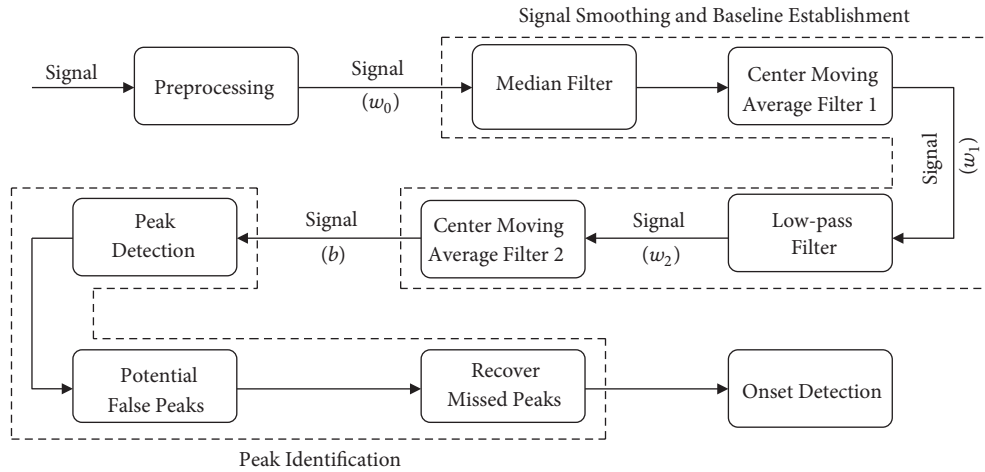 Signal Smoothing and Baseline Establishment
Signal
Preprocessing
Signal
(w₀)
Median Filter
Center Moving
Average Filter 1
Signal
(w₁)
Low-pass
Filter
Signal
(w₂)
Center Moving
Average Filter 2
Signal
(b)
Peak
Detection
Potential
False Peaks
Recover
Missed Peaks
Onset Detection
Peak Identification